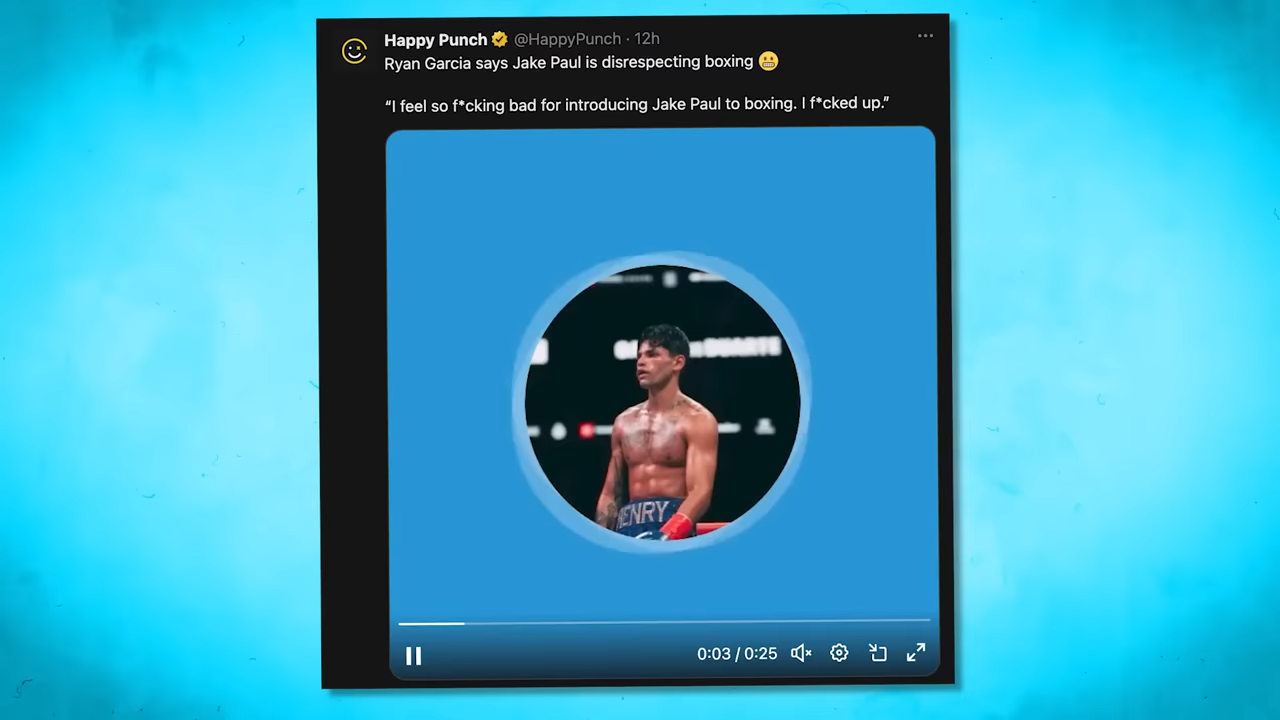 Happy Punch @HappyPunch · 12h
Ryan Garcia says Jake Paul is disrespecting boxing 😬
“I feel so f*cking bad for introducing Jake Paul to boxing. I f*cked up.”
DUARTE
HENRY
0:03 / 0:25